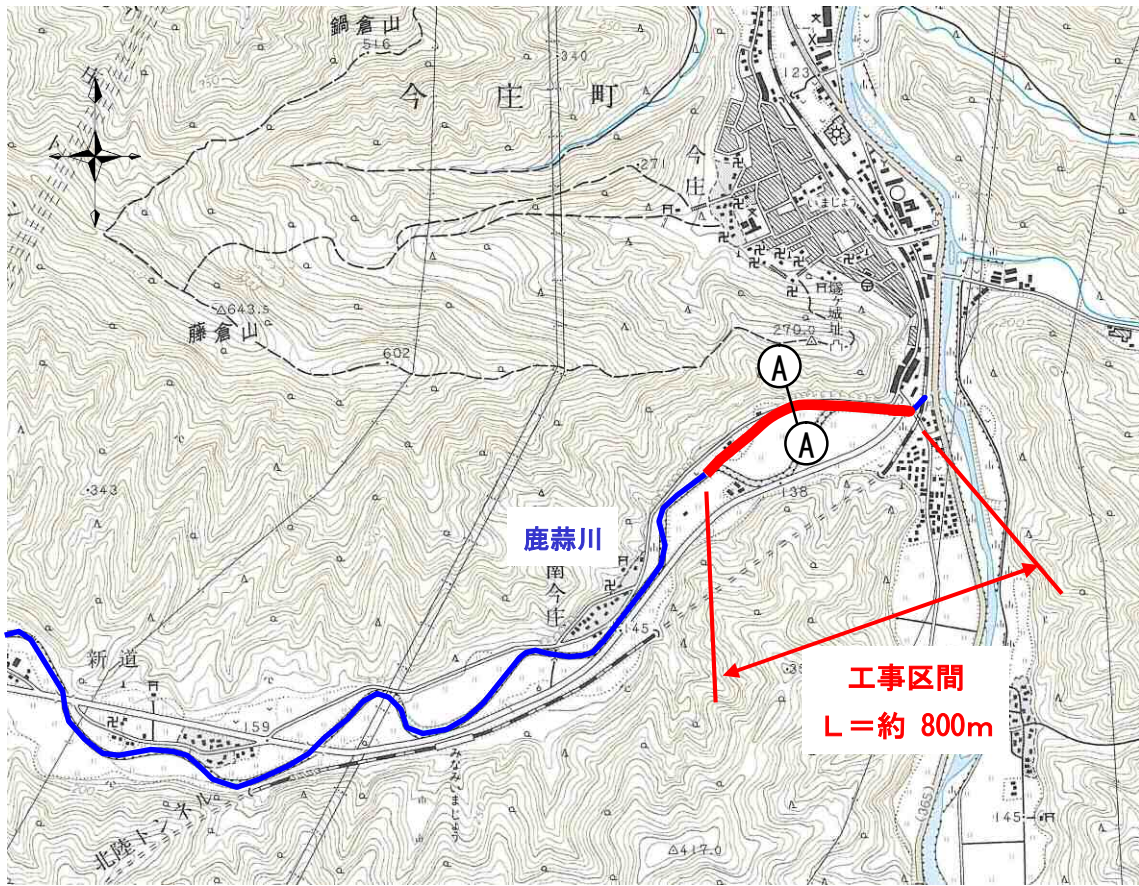 鍋倉山
516
340
今庄町
123
271
今庄
いまじょう
燧ヶ城址
643.5
藤倉山
602
270.0
200
A
A
343
138
鹿蒜川
南今庄
145
新道
159
200
みなみいまじょう
北陸トンネル
工事区間
L=約 800m
(365)
145
417.0